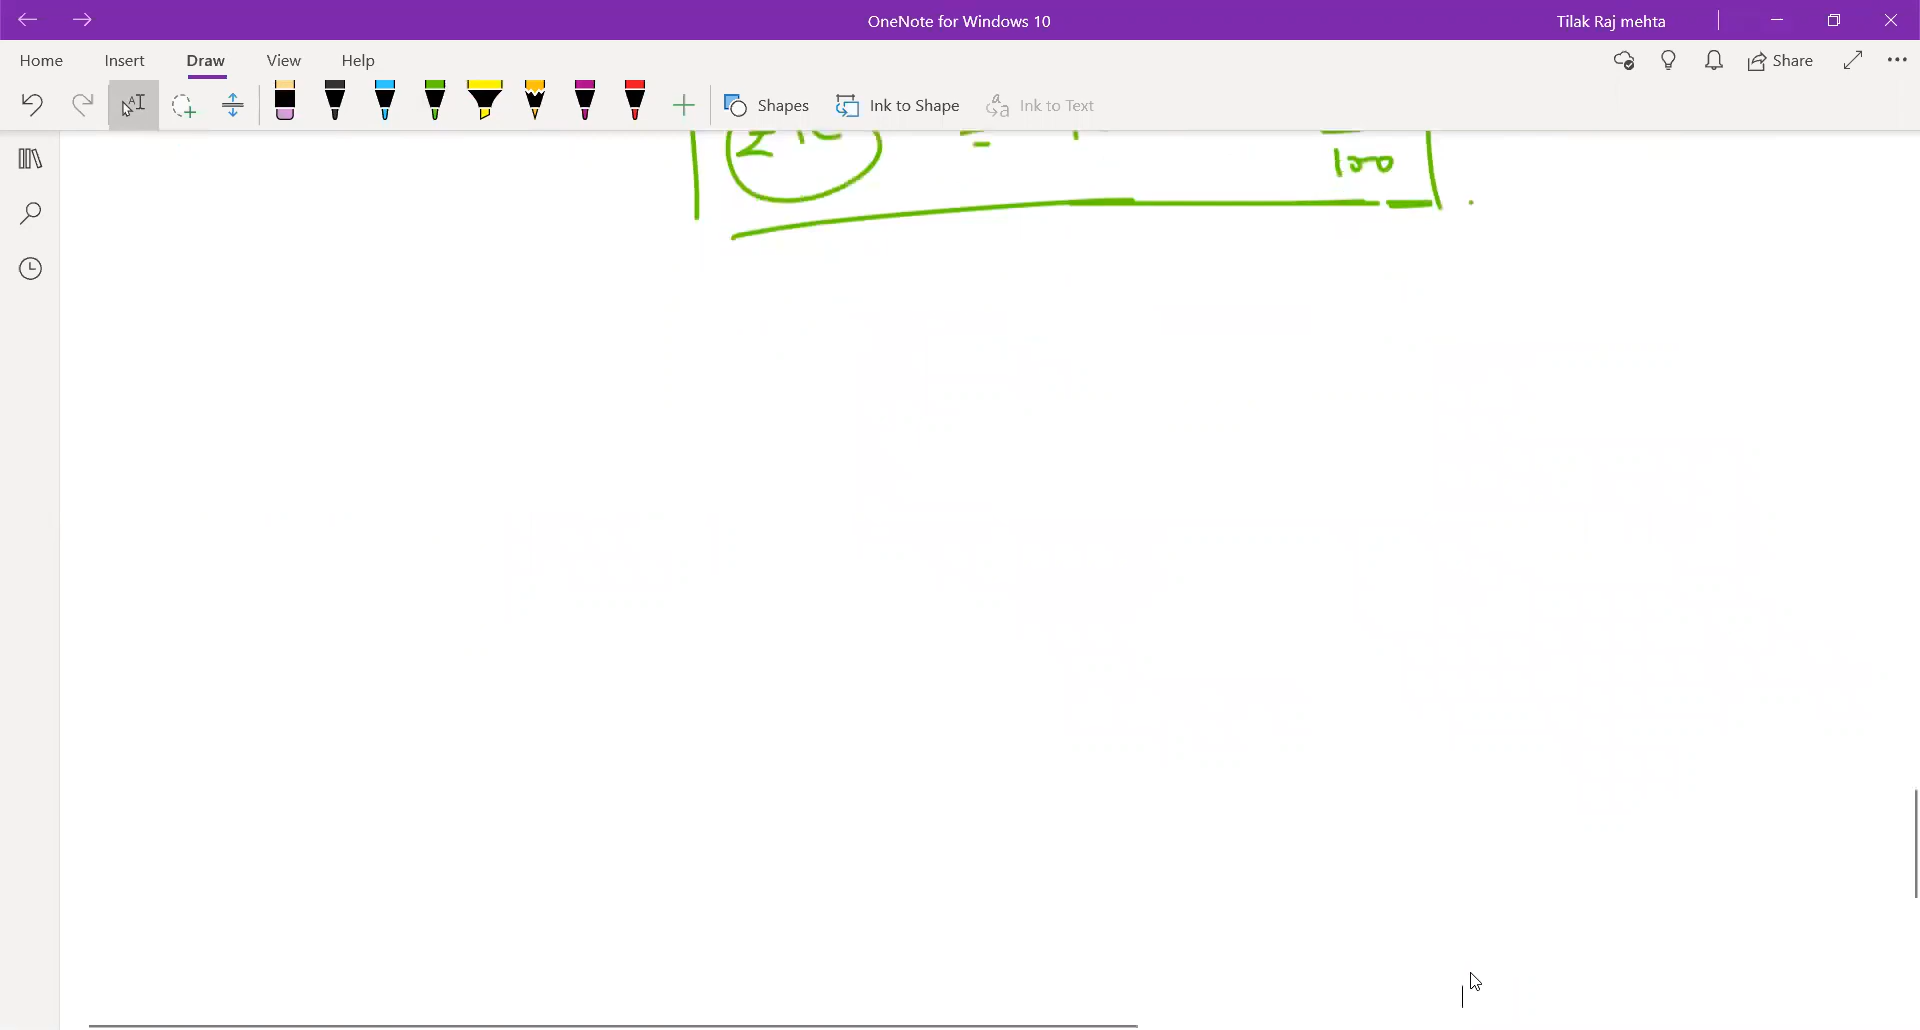 OneNote for Windows 10
Tilak Raj mehta
Home Insert Draw View Help
Share
Shapes Ink to Shape Ink to Text
100